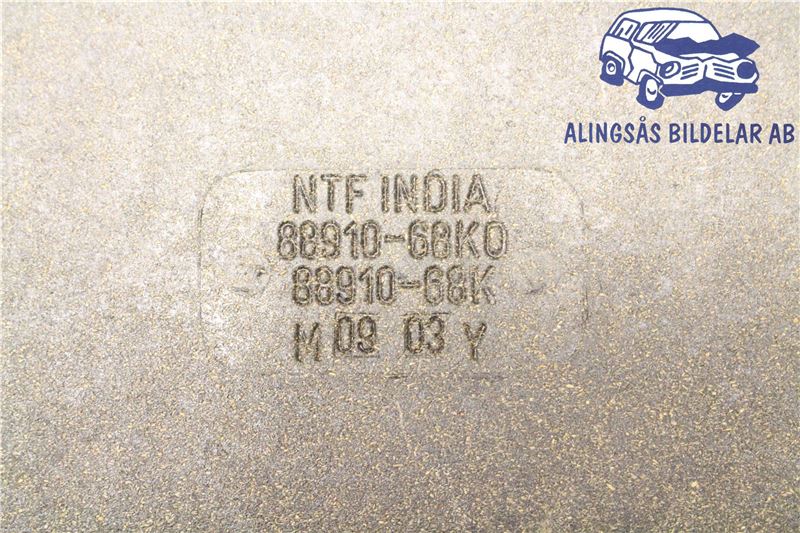 ALINGSÅS BILDELAR AB
NTF INDIA
88910-68K0
88910-68K
M 09 03 Y